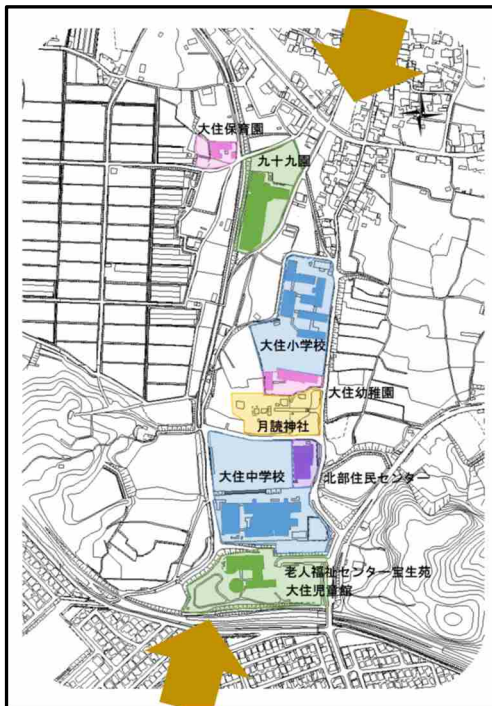 大住保育園
九十九園
大住小学校
大住幼稚園
月読神社
大住中学校
北部住民センター
老人福祉センター宝生苑
大住児童館